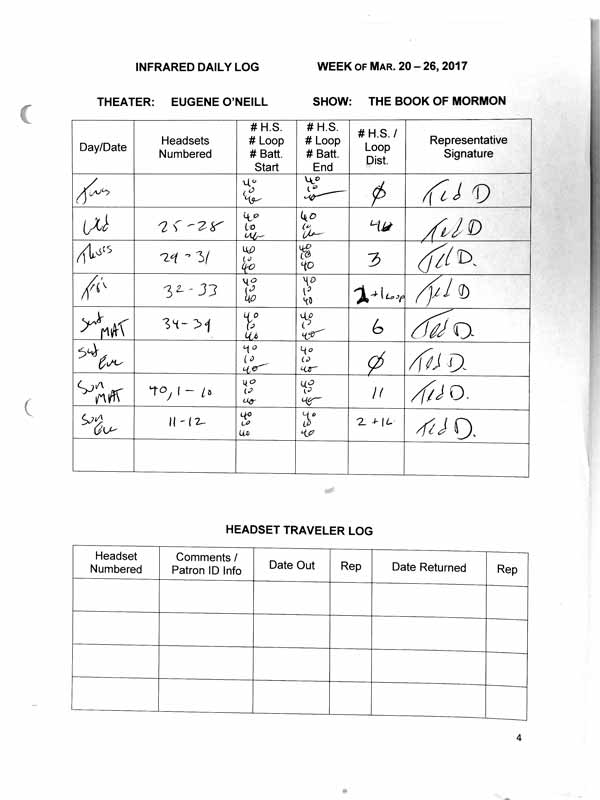 INFRARED DAILY LOG WEEK OF MAR. 20 – 26, 2017
THEATER: EUGENE O'NEILL SHOW: THE BOOK OF MORMON
Day/Date
Headsets
Numbered
# H.S.
# Loop
# Batt.
Start
# H.S.
# Loop
# Batt.
End
# H.S. /
Loop
Dist.
Representative
Signature
Tues
40
10
40
40
10
40
Ø
Ted D
Wed
25-28
40
10
40
40
10
40
Ted D
Thurs
29-31
40
10
40
40
10
40
3
Ted D.
Fri
32-33
40
10
40
40
10
40
2+1 Loop
Ted D
Sat
MAT
34-39
40
10
40
40
10
40
6
Ted D.
Sat
Eve
40
10
40
40
10
40
Ø
Ted D.
Sun
MAT
40, 1-10
40
10
40
40
10
40
11
Ted D.
Sun
Eve
11-12
40
10
40
40
10
40
2+1L
Ted D.
HEADSET TRAVELER LOG
Headset
Numbered
Comments /
Patron ID Info
Date Out
Rep
Date Returned
Rep
4